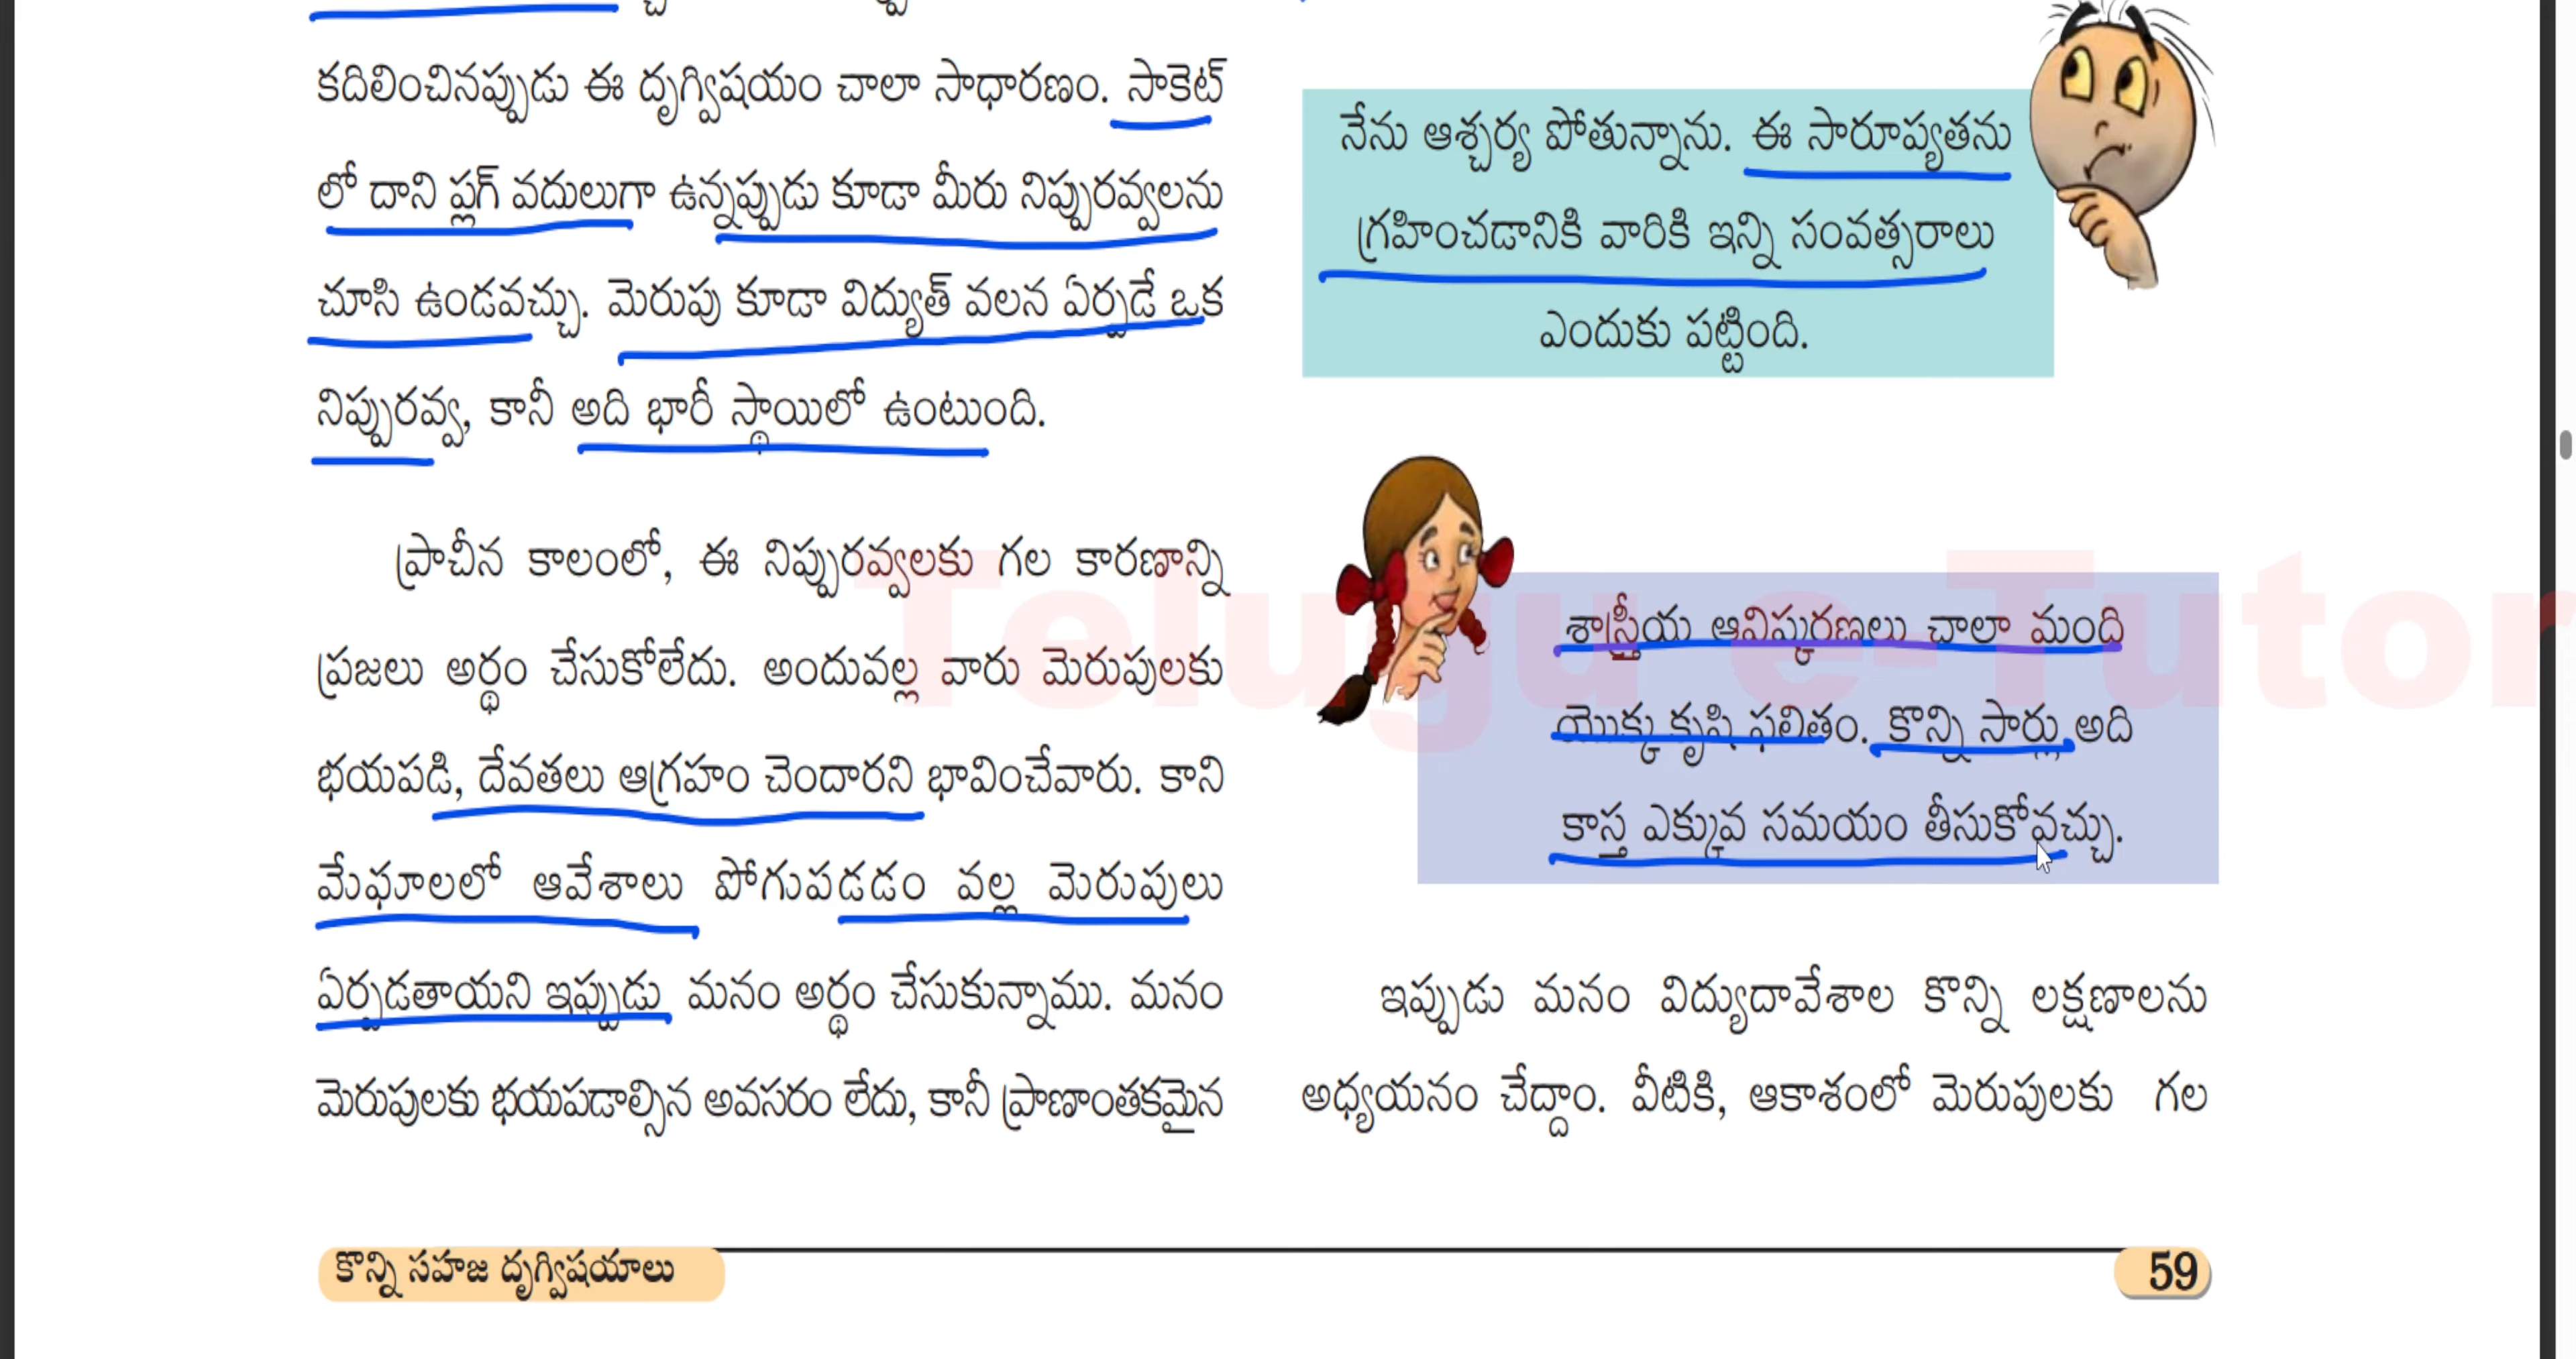 కదిలించినప్పుడు ఈ దృగ్విషయం చాలా సాధారణం. సాకెట్
లో దాని ప్లగ్ వదులుగా ఉన్నప్పుడు కూడా మీరు నిప్పురవ్వలను
చూసి ఉండవచ్చు. మెరుపు కూడా విద్యుత్ వలన ఏర్పడే ఒక
నిప్పురవ్వ, కానీ అది భారీ స్థాయిలో ఉంటుంది.
ప్రాచీన కాలంలో, ఈ నిప్పురవ్వలకు గల కారణాన్ని
ప్రజలు అర్థం చేసుకోలేదు. అందువల్ల వారు మెరుపులకు
భయపడి, దేవతలు ఆగ్రహం చెందారని భావించేవారు. కాని
మేఘాలలో ఆవేశాలు పోగుపడడం వల్ల మెరుపులు
ఏర్పడతాయని ఇప్పుడు మనం అర్థం చేసుకున్నాము. మనం
మెరుపులకు భయపడాల్సిన అవసరం లేదు, కానీ ప్రాణాంతకమైన
నేను ఆశ్చర్య పోతున్నాను. ఈ సారూప్యతను
గ్రహించడానికి వారికి ఇన్ని సంవత్సరాలు
ఎందుకు పట్టింది.
శాస్త్రీయ ఆవిష్కరణలు చాలా మంది
యొక్క కృషి ఫలితం. కొన్ని సార్లు అది
కాస్త ఎక్కువ సమయం తీసుకోవచ్చు.
ఇప్పుడు మనం విద్యుదావేశాల కొన్ని లక్షణాలను
అధ్యయనం చేద్దాం. వీటికి, ఆకాశంలో మెరుపులకు గల
Telugu e-Tutor
కొన్ని సహజ దృగ్విషయాలు
59